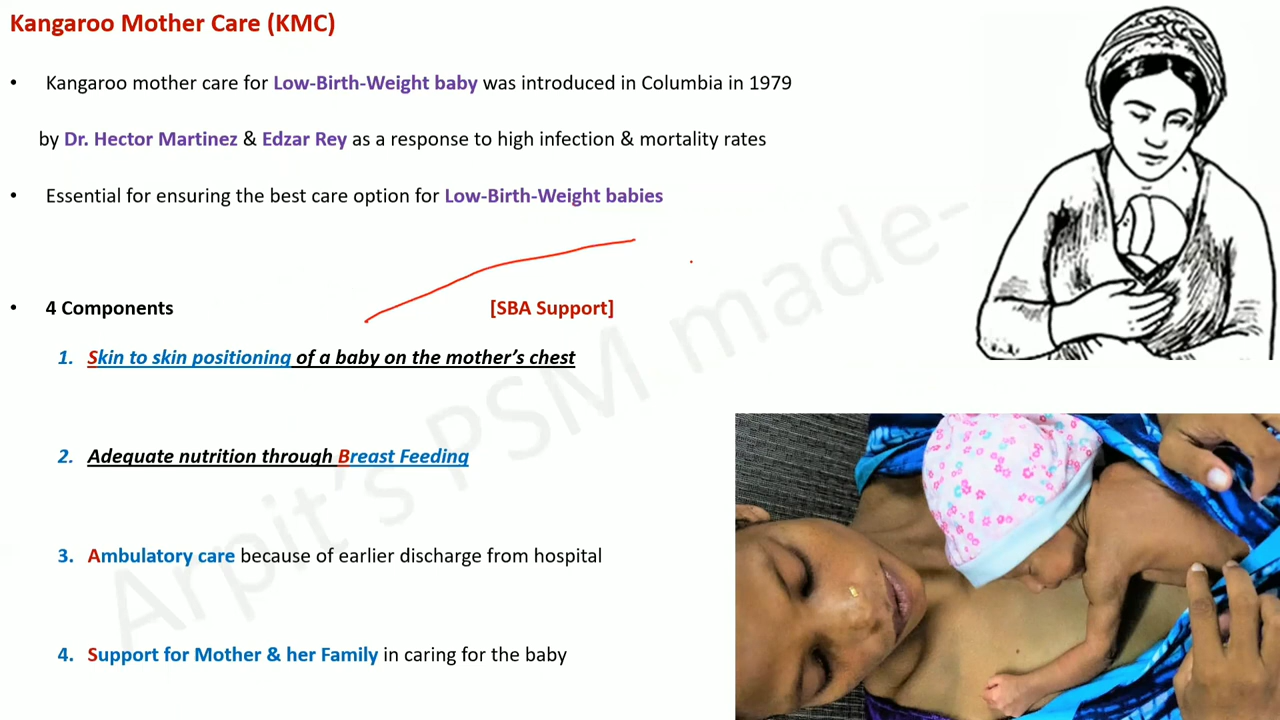 Kangaroo Mother Care (KMC)
• Kangaroo mother care for Low-Birth-Weight baby was introduced in Columbia in 1979
by Dr. Hector Martinez & Edzar Rey as a response to high infection & mortality rates
• Essential for ensuring the best care option for Low-Birth-Weight babies
• 4 Components [SBA Support]
1. Skin to skin positioning of a baby on the mother's chest
2. Adequate nutrition through Breast Feeding
3. Ambulatory care because of earlier discharge from hospital
4. Support for Mother & her Family in caring for the baby
Arpit's PSM made-